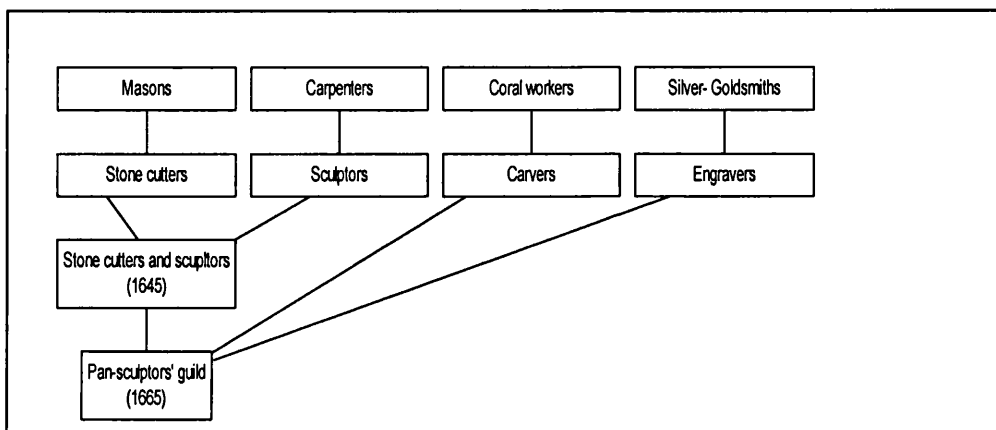 Masons
Carpenters
Coral workers
Silver- Goldsmiths
Stone cutters
Sculptors
Carvers
Engravers
Stone cutters and scupltors
(1645)
Pan-sculptors' guild
(1665)